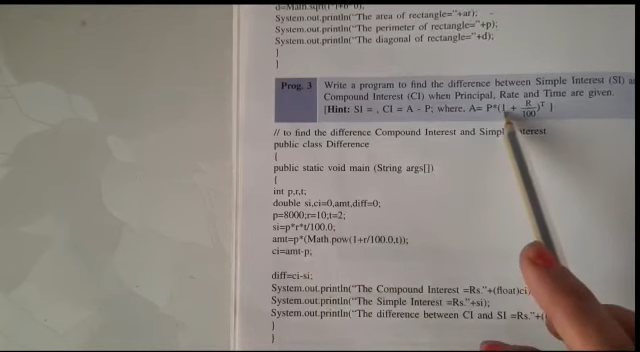 d=Math.sqrt(l*l+b*b)
System.out.println("The area of rectangle="+ar);
System.out.println("The perimeter of rectangle="+p);
System.out.println("The diagonal of rectangle="+d);
}
}
Prog. 3 Write a program to find the difference between Simple Interest (SI)
Compound Interest (CI) when Principal, Rate and Time are given.
[Hint: SI = , CI = A - P; where, A= P*(1 + R/100)^T ]
// to find the difference Compound Interest and Simple Interest
public class Difference
{
public static void main (String args[])
{
int p,r,t;
double si,ci=0,amt,diff=0;
p=8000;r=10;t=2;
si=p*r*t/100.0;
amt=p*(Math.pow(1+r/100.0,t));
ci=amt-p;
diff=ci-si;
System.out.println("The Compound Interest =Rs."+(float)ci)
System.out.println("The Simple Interest =Rs."+si);
System.out.println("The difference between CI and SI =Rs."+(
}
}